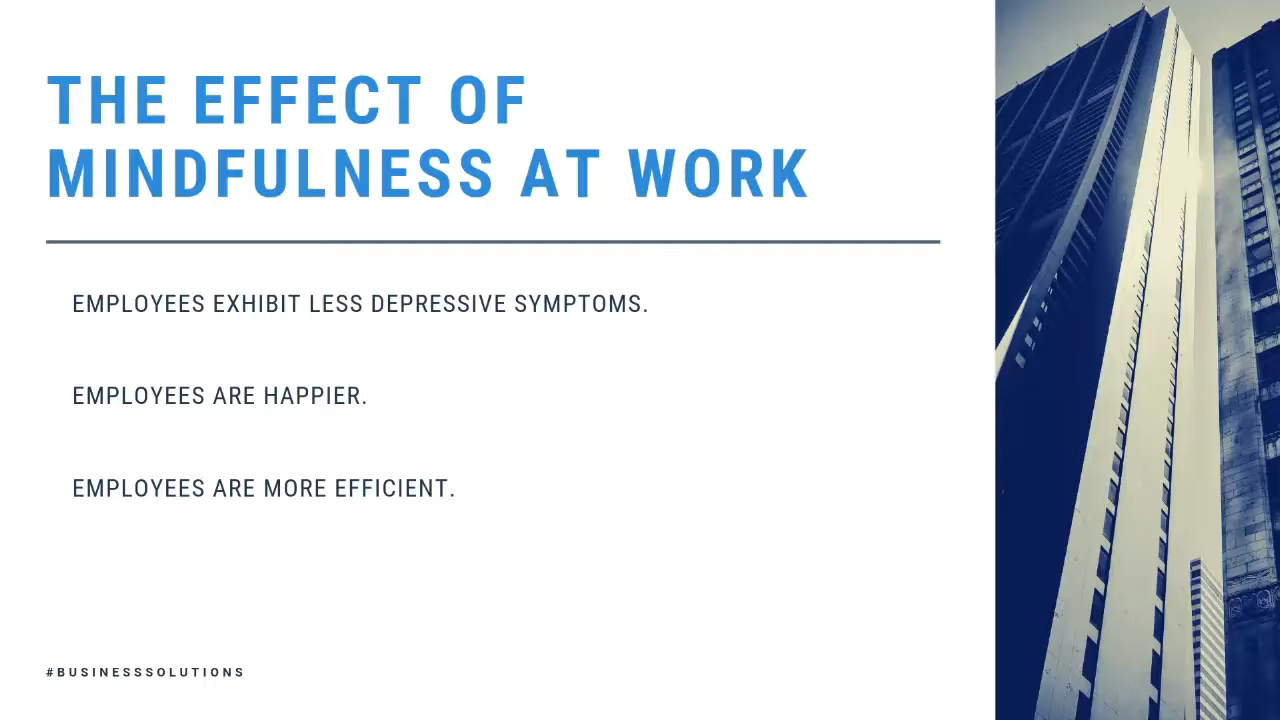 THE EFFECT OF
MINDFULNESS AT WORK
EMPLOYEES EXHIBIT LESS DEPRESSIVE SYMPTOMS.
EMPLOYEES ARE HAPPIER.
EMPLOYEES ARE MORE EFFICIENT.
#BUSINESSSOLUTIONS